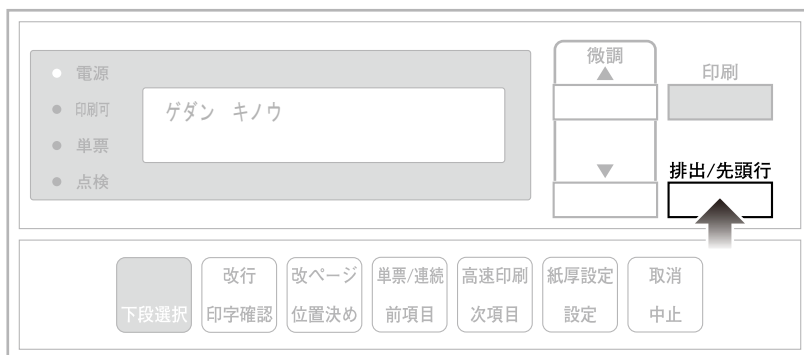 電源
印刷可
単票
点検
ゲダン キノウ
微調
▲
▼
印刷
排出/先頭行
下段選択
改行
印字確認
改ページ
位置決め
単票/連続
前項目
高速印刷
次項目
紙厚設定
設定
取消
中止